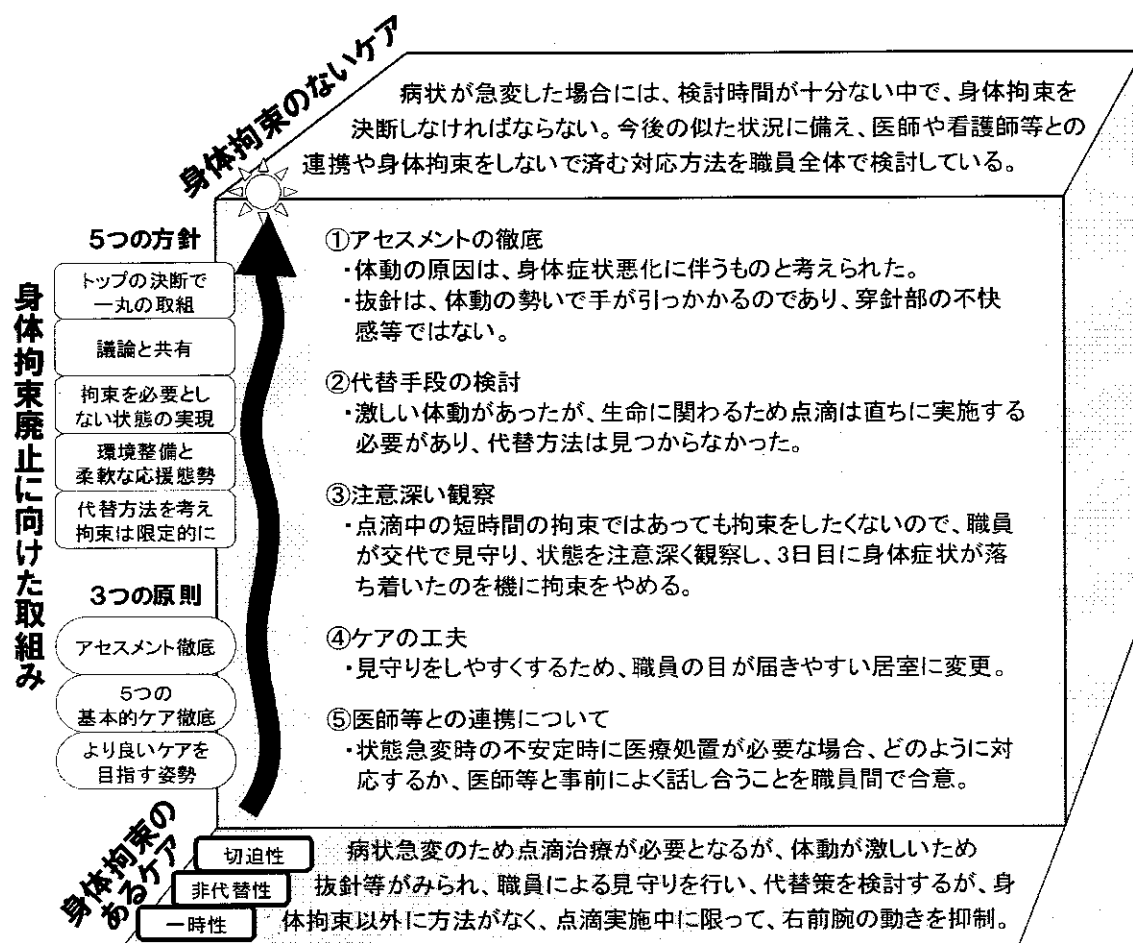 身体拘束のないケア
病状が急変した場合には、検討時間が十分ない中で、身体拘束を
決断しなければならない。今後の似た状況に備え、医師や看護師等との
連携や身体拘束をしないで済む対応方法を職員全体で検討している。
身体拘束廃止に向けた取組み
5つの方針
トップの決断で
一丸の取組
議論と共有
拘束を必要とし
ない状態の実現
環境整備と
柔軟な応援態勢
代替方法を考え
拘束は限定的に
3つの原則
アセスメント徹底
5つの
基本的ケア徹底
より良いケアを
目指す姿勢
①アセスメントの徹底
・体動の原因は、身体症状悪化に伴うものと考えられた。
・抜針は、体動の勢いで手が引っかかるのであり、穿針部の不快
感等ではない。
②代替手段の検討
・激しい体動があったが、生命に関わるため点滴は直ちに実施する
必要があり、代替方法は見つからなかった。
③注意深い観察
・点滴中の短時間の拘束ではあっても拘束をしたくないので、職員
が交代で見守り、状態を注意深く観察し、3日目に身体症状が落
ち着いたのを機に拘束をやめる。
④ケアの工夫
・見守りをしやすくするため、職員の目が届きやすい居室に変更。
⑤医師等との連携について
・状態急変時の不安定時に医療処置が必要な場合、どのように対
応するか、医師等と事前によく話し合うことを職員間で合意。
身体拘束の
あるケア
切迫性
非代替性
一時性
病状急変のため点滴治療が必要となるが、体動が激しいため
抜針等がみられ、職員による見守りを行い、代替策を検討するが、身
体拘束以外に方法がなく、点滴実施中に限って、右前腕の動きを抑制。